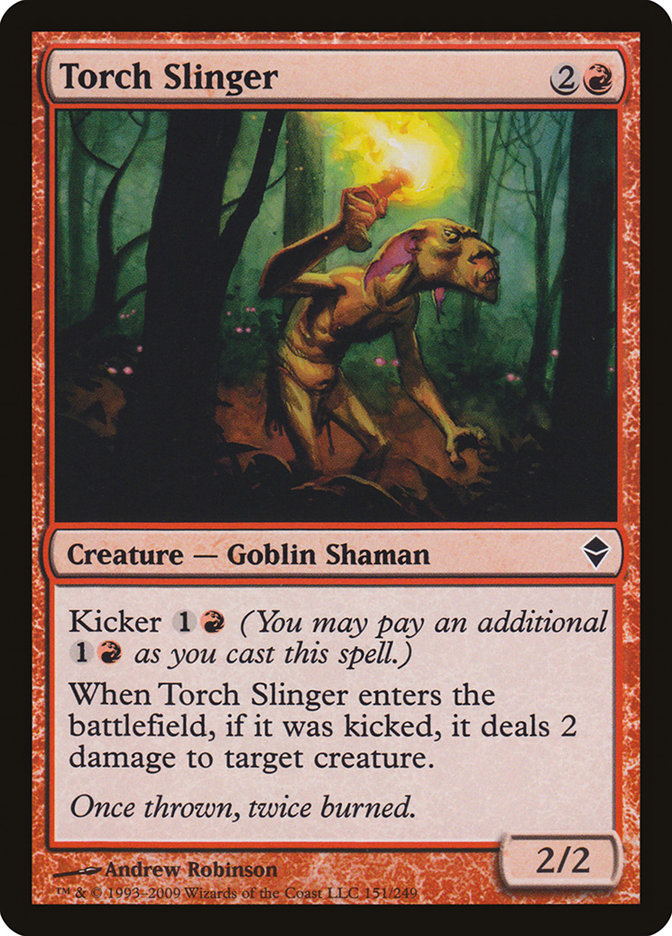 Torch Slinger 2
Creature — Goblin Shaman
Kicker 1 (You may pay an additional
1 as you cast this spell.)
When Torch Slinger enters the
battlefield, if it was kicked, it deals 2
damage to target creature.
Once thrown, twice burned.
2/2
Andrew Robinson
™ & © 1993–2009 Wizards of the Coast LLC 151/249